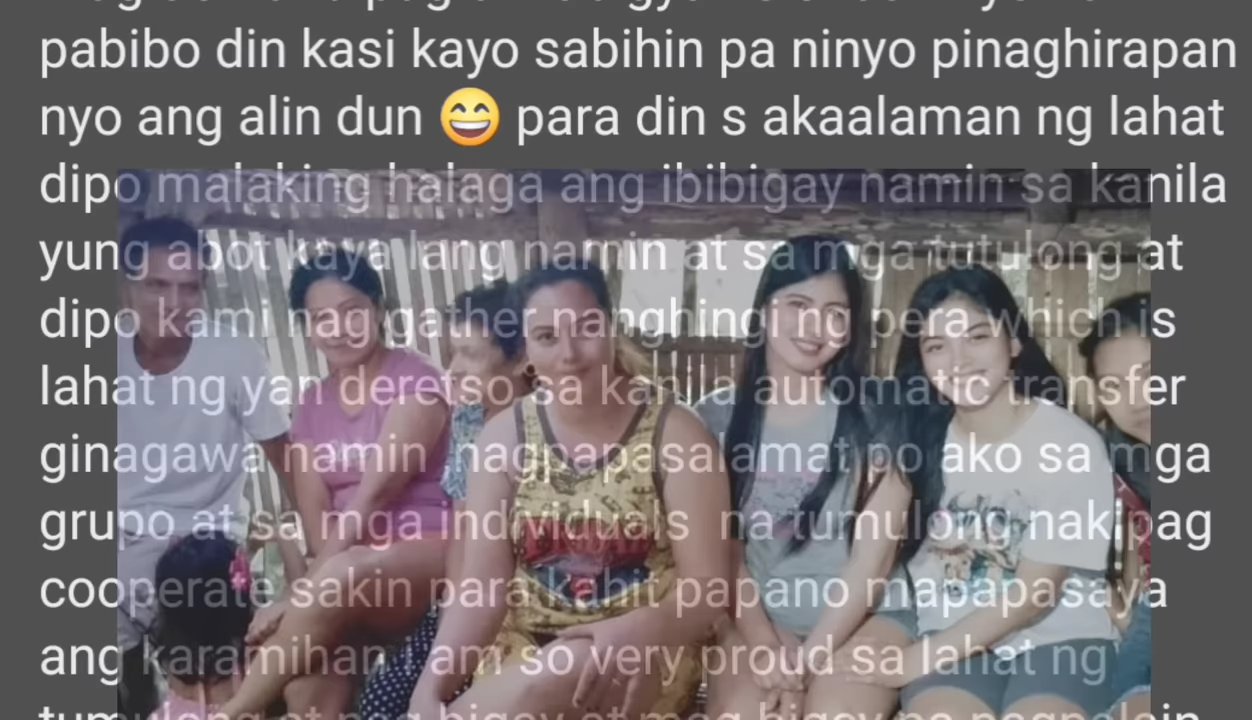 pabibo din kasi kayo sabihin pa ninyo pinaghirapan
nyo ang alin dun 😄 para din s akaalaman ng lahat
dipo malaking halaga ang ibibigay namin sa kanila
yung abot kaya lang namin at sa mga tutulong at
dipo kami nag gather nanghingi ng pera which is
lahat ng yan deretso sa kanila automatic transfer
ginagawa namin nagpapasalamat po ako sa mga
grupo at sa mga individuals na tumulong nakipag
cooperate sakin para kahit papano mapapasaya
ang karamihan I am so very proud sa lahat ng